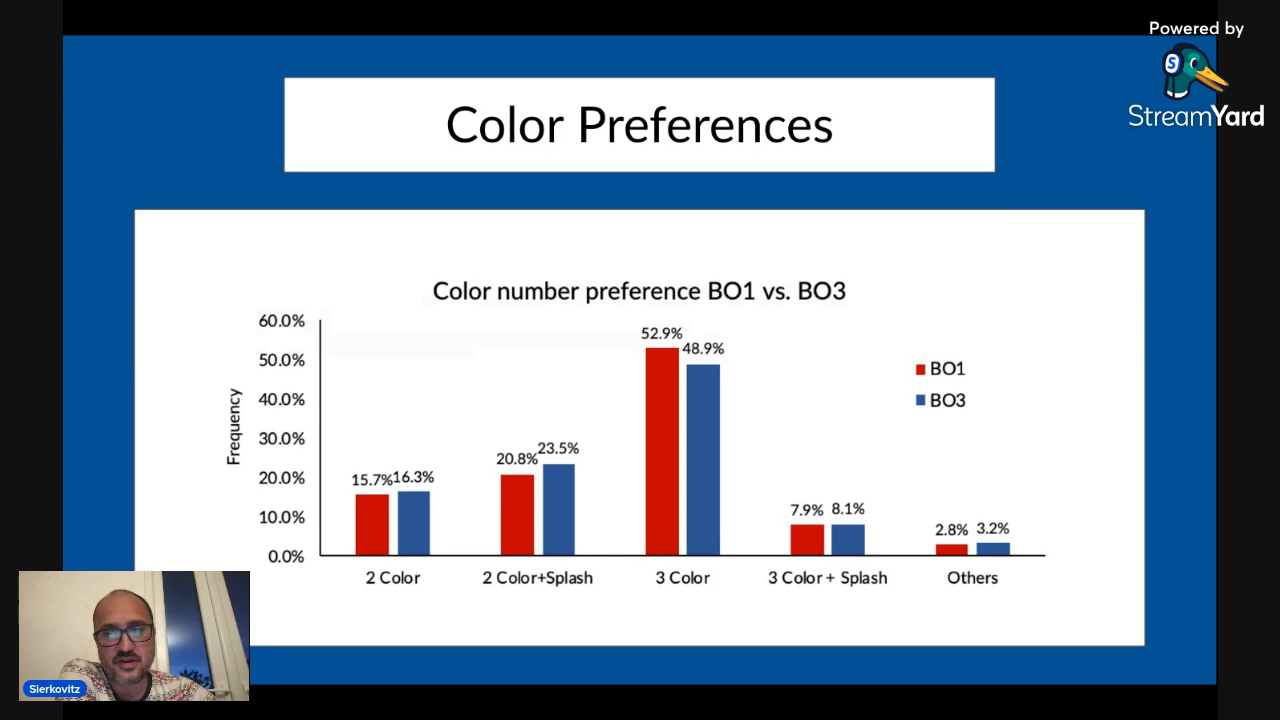 Powered by
StreamYard
Color Preferences
Color number preference BO1 vs. BO3
60.0%
50.0%
40.0%
30.0%
20.0%
10.0%
0.0%
Frequency
15.7% 16.3%
20.8% 23.5%
52.9% 48.9%
7.9% 8.1%
2.8% 3.2%
2 Color
2 Color+Splash
3 Color
3 Color + Splash
Others
BO1
BO3
Sierkovitz
S